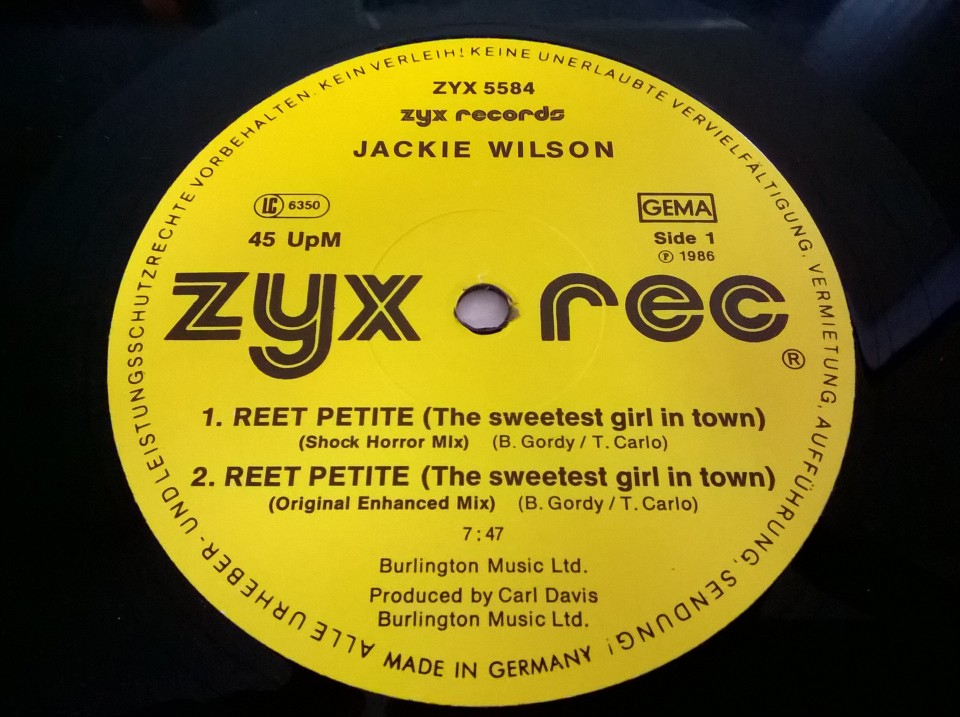 ZYX 5584
zyx records
JACKIE WILSON
LC 6350
GEMA
45 UpM
Side 1
℗ 1986
zyx rec
®
1. REET PETITE (The sweetest girl in town)
(Shock Horror MIx) (B. Gordy / T. Carlo)
2. REET PETITE (The sweetest girl in town)
(Original Enhanced Mix) (B. Gordy / T. Carlo)
7:47
Burlington Music Ltd.
Produced by Carl Davis
Burlington Music Ltd.
ALLE URHEBER- UND LEISTUNGSSCHUTZRECHTE VORBEHALTEN. KEIN VERLEIH! KEINE UNERLAUBTE VERVIELFÄLTIGUNG, VERMIETUNG, AUFFÜHRUNG, SENDUNG!
MADE IN GERMANY